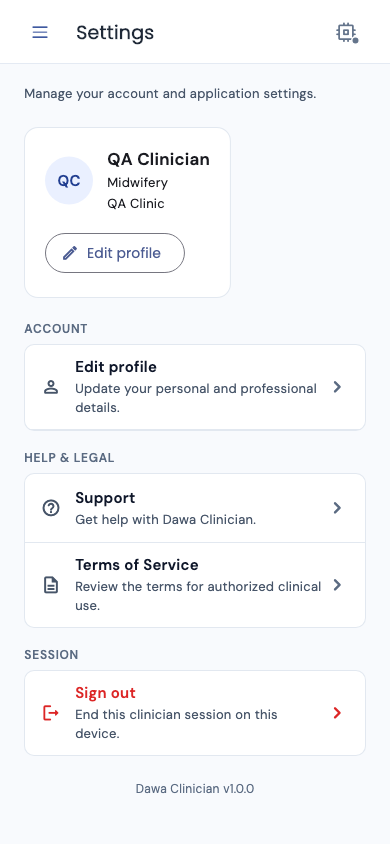 Settings
Manage your account and application settings.
QC
QA Clinician
Midwifery
QA Clinic
Edit profile
ACCOUNT
Edit profile
Update your personal and professional
details.
HELP & LEGAL
Support
Get help with Dawa Clinician.
Terms of Service
Review the terms for authorized clinical
use.
SESSION
Sign out
End this clinician session on this
device.
Dawa Clinician v1.0.0